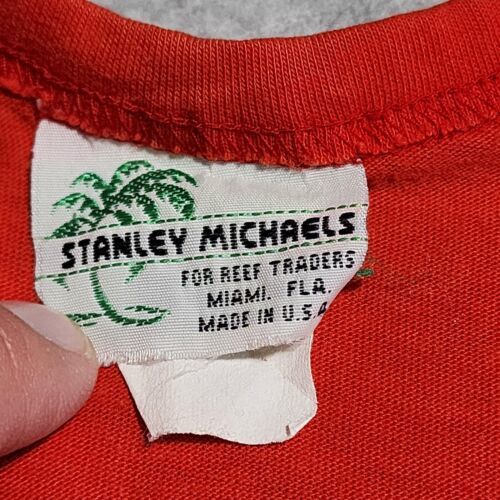 STANLEY MICHAELS
FOR REEF TRADERS
MIAMI. FLA.
MADE IN U.S.A